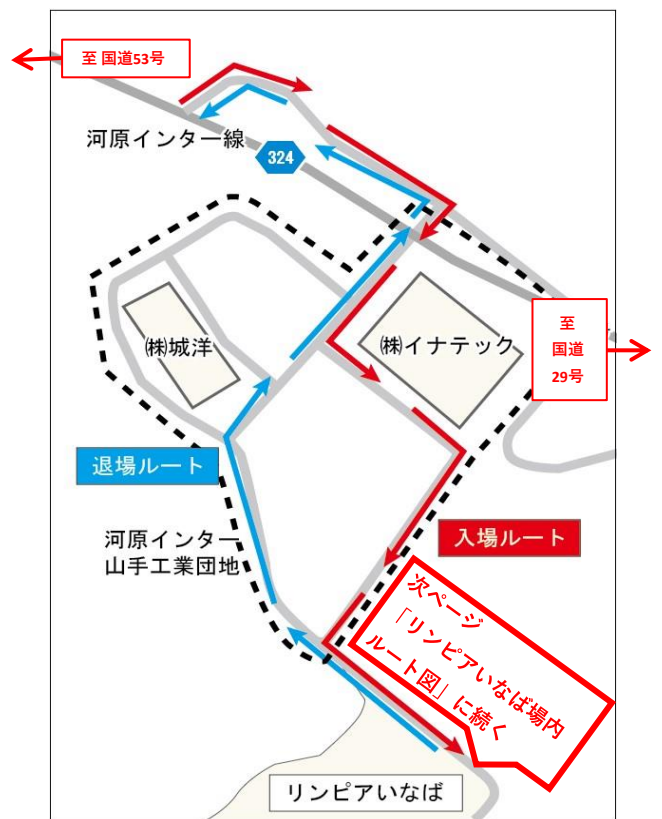 至 国道53号
河原インター線
324
㈱城洋
㈱イナテック
至
国道
29号
退場ルート
入場ルート
河原インター
山手工業団地
次ページ
「リンピアいなば場内
ルート図」に続く
リンピアいなば